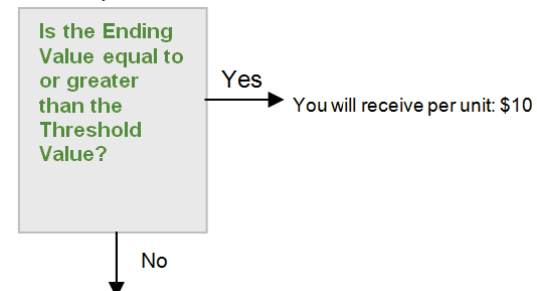 Is the Ending
Value equal to
or greater
than the
Threshold
Value?
Yes
You will receive per unit: $10
No